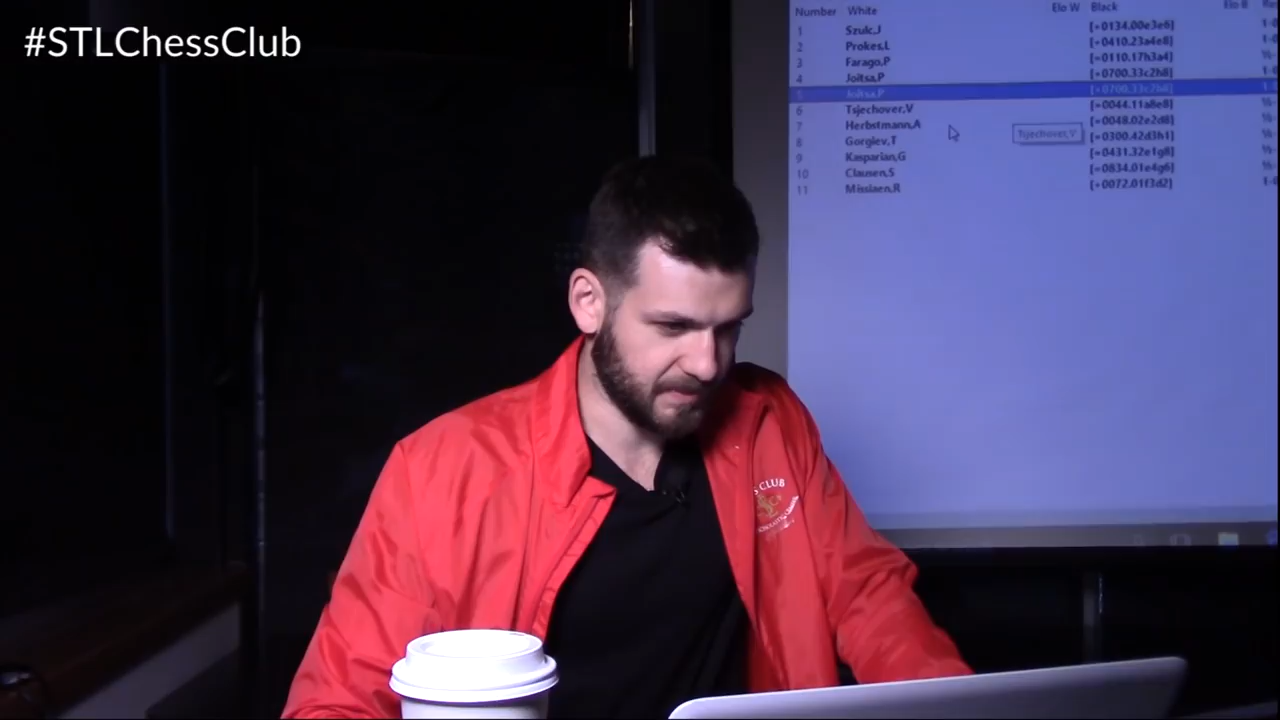 #STLChessClub
Number White Elo W Black Elo B
1 Szulc,J [+0134.00e3e6]
2 Prokes,L [+0410.23a4e8]
3 Farago,P [=0110.17h3a4]
4 Joitsa,P [+0700.33c2h8]
5 Joitsa,P [+0700.33c2h8]
6 Tsjechover,V [=0044.11a8e8]
7 Herbstmann,A [=0048.02e2d8]
8 Gorgiev,T [=0300.42d3h1]
9 Kasparian,G [=0431.32e1g8]
10 Clausen,S [=0834.01e4g6]
11 Missiaen,R [+0072.01f3d2]
Tsjechover,V
S CLUB